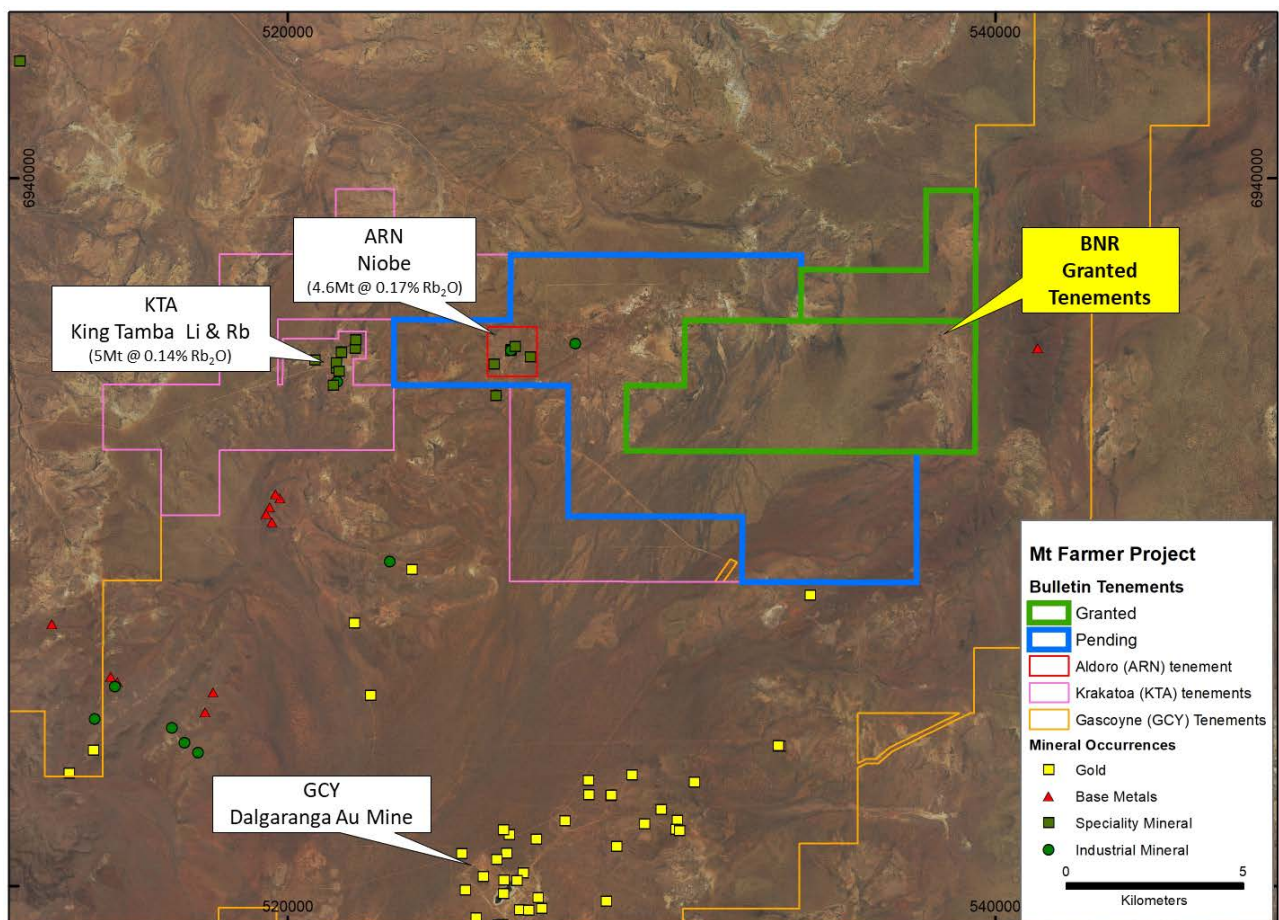 520000
540000
6940000
6940000
ARN
Niobe
(4.6Mt @ 0.17% Rb₂O)
BNR
Granted
Tenements
KTA
King Tamba Li & Rb
(5Mt @ 0.14% Rb₂O)
GCY
Dalgaranga Au Mine
Mt Farmer Project
Bulletin Tenements
Granted
Pending
Aldoro (ARN) tenement
Krakatoa (KTA) tenements
Gascoyne (GCY) Tenements
Mineral Occurrences
Gold
Base Metals
Speciality Mineral
Industrial Mineral
0
5
Kilometers
520000
540000